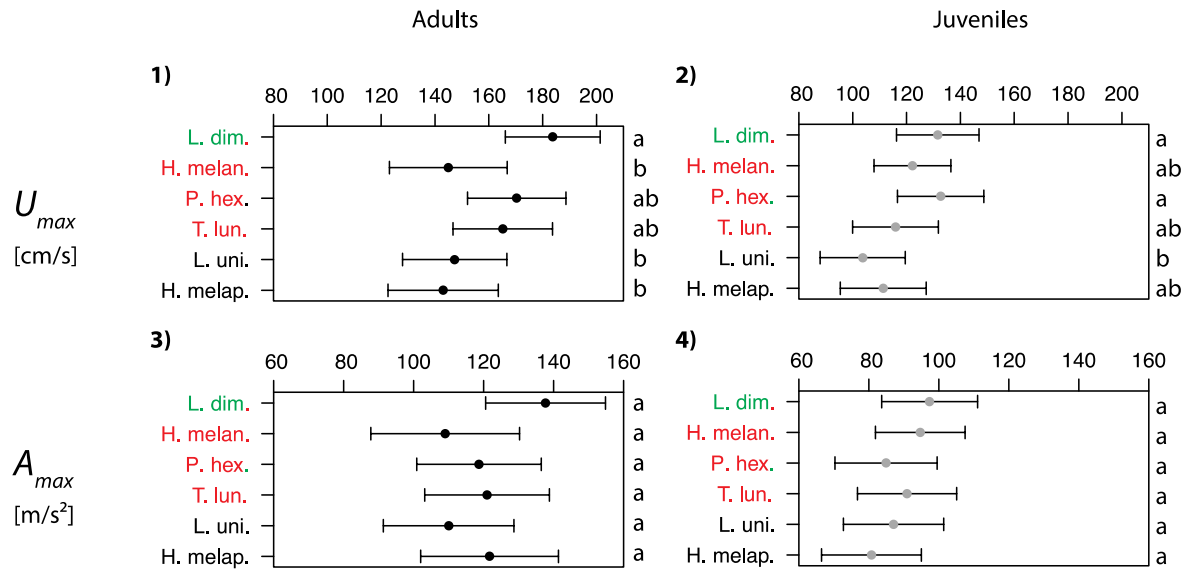 Adults Juveniles
1) 2)
80 100 120 140 160 180 200 80 100 120 140 160 180 200
L. dim. a L. dim. a
H. melan. b H. melan. ab
P. hex. ab P. hex. a
T. lun. ab T. lun. ab
L. uni. b L. uni. b
H. melap. b H. melap. ab
Umax
[cm/s]
3) 4)
60 80 100 120 140 160 60 80 100 120 140 160
L. dim. a L. dim. a
H. melan. a H. melan. a
P. hex. a P. hex. a
T. lun. a T. lun. a
L. uni. a L. uni. a
H. melap. a H. melap. a
Amax
[m/s²]